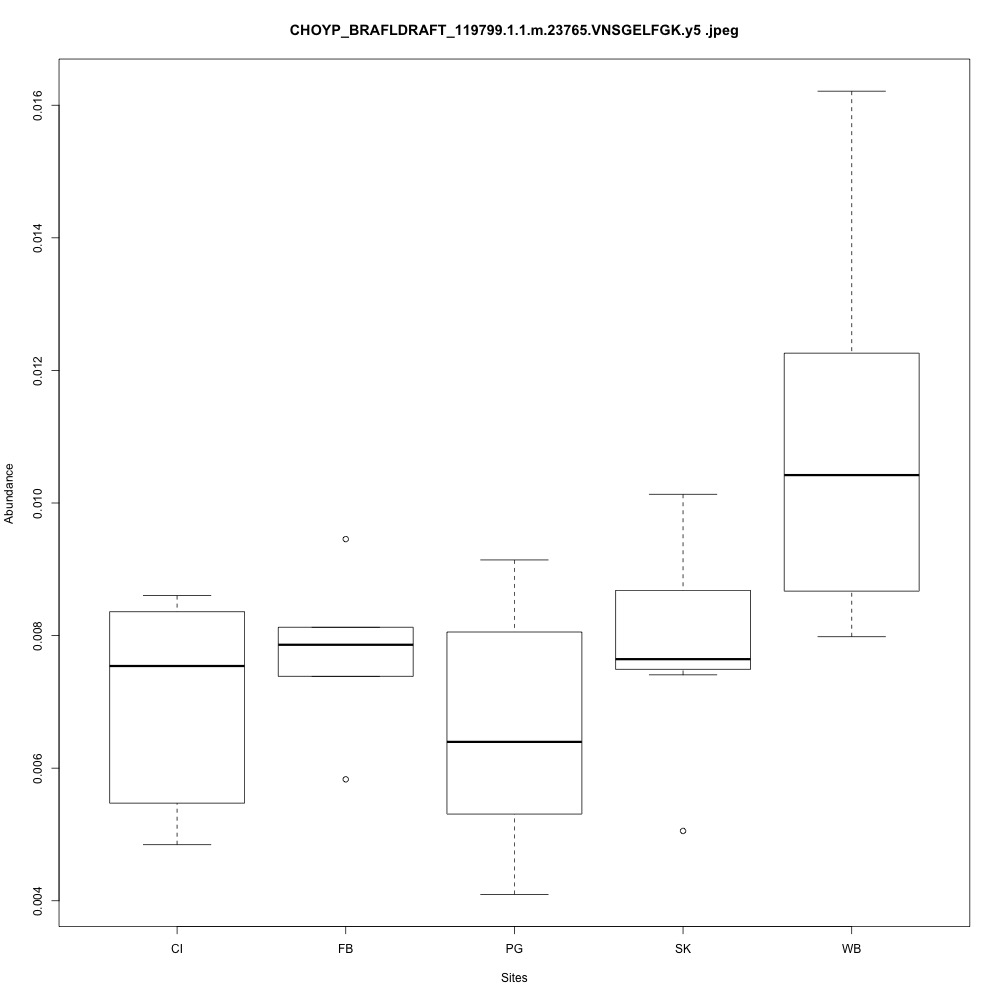 CHOYP_BRAFLDRAFT_119799.1.1.m.23765.VNSGELFGK.y5 .jpeg
0.016
0.014
0.012
0.010
0.008
0.006
0.004
Abundance
CI FB PG SK WB
Sites